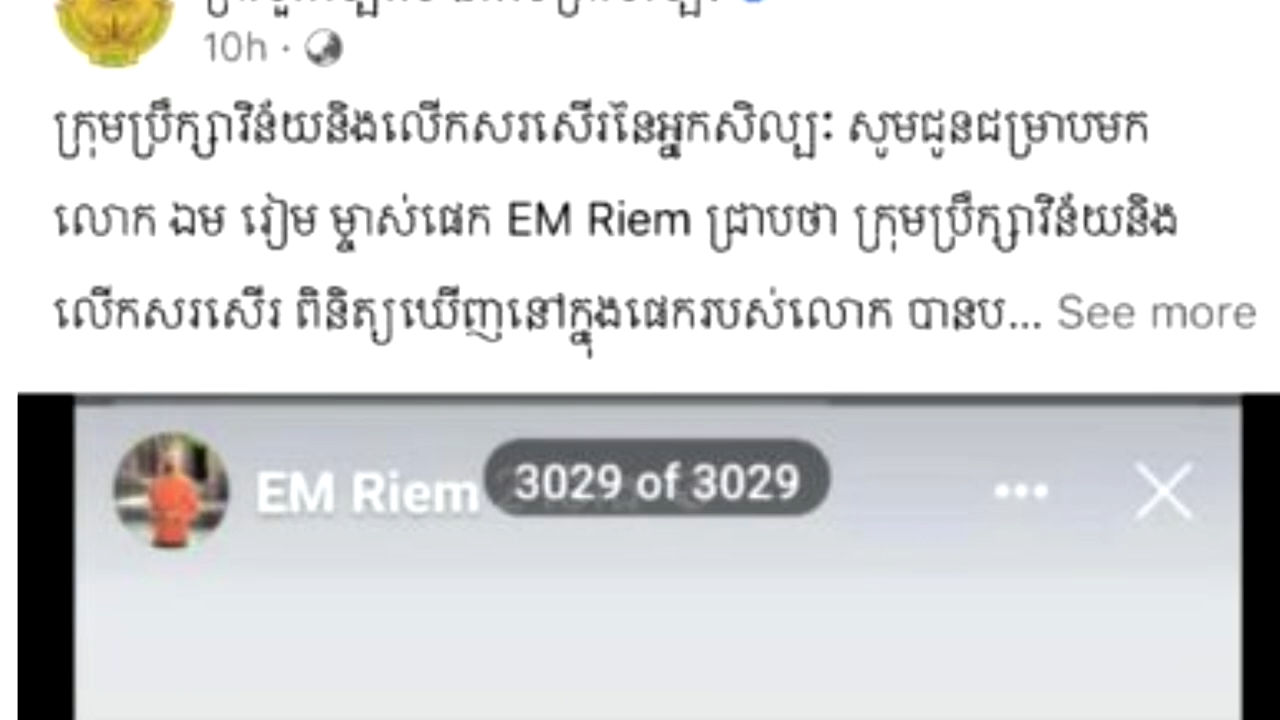 10h ·
ក្រុមប្រឹក្សាវិន័យនិងលើកសរសើរនៃអ្នកសិល្បៈ សូមជូនជម្រាបមក
លោក ឯម រៀម ម្ចាស់ផេក EM Riem ជ្រាបថា ក្រុមប្រឹក្សាវិន័យនិង
លើកសរសើរ ពិនិត្យឃើញនៅក្នុងផេករបស់លោក បានប... See more
EM Riem
3029 of 3029